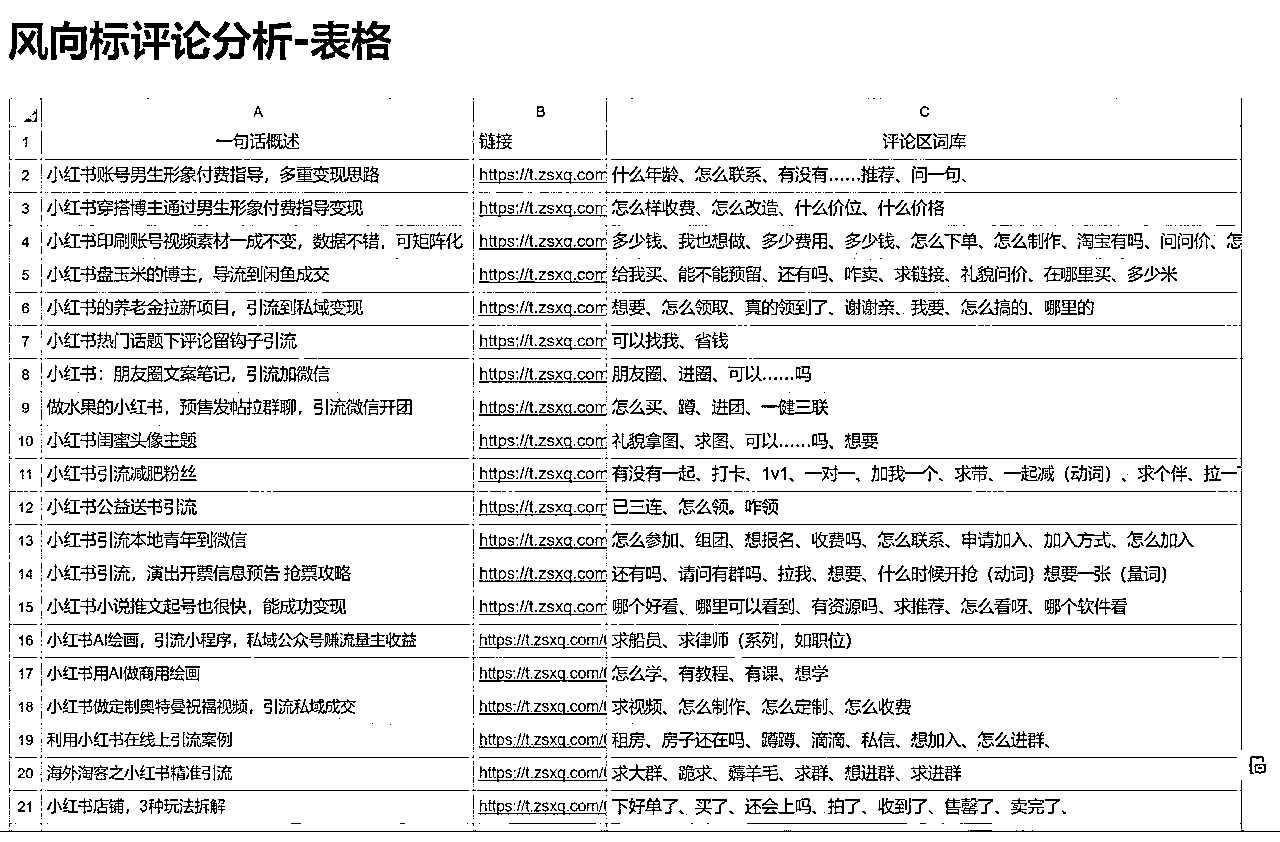 风向标评论分析-表格
A B C
1 一句话概述 链接 评论区词库
2 小红书账号男生形象付费指导，多重变现思路 https://t.zsxq.com 什么年龄、怎么联系、有没有……推荐、问一句、
3 小红书穿搭博主通过男生形象付费指导变现 https://t.zsxq.com 怎么样收费、怎么改造、什么价位、什么价格
4 小红书印刷账号视频素材一成不变，数据不错，可矩阵化 https://t.zsxq.com 多少钱、我也想做、多少费用、多少钱、怎么下单、怎么制作、淘宝有吗、问问价、怎
5 小红书盘玉米的博主，导流到闲鱼成交 https://t.zsxq.com 给我买、能不能预留、还有吗、咋卖、求链接、礼貌问价、在哪里买、多少米
6 小红书的养老金拉新项目，引流到私域变现 https://t.zsxq.com 想要、怎么领取、真的领到了、谢谢亲、我要、怎么搞的、哪里的
7 小红书热门话题下评论留钩子引流 https://t.zsxq.com 可以找我、省钱
8 小红书：朋友圈文案笔记，引流加微信 https://t.zsxq.com 朋友圈、进圈、可以……吗
9 做水果的小红书，预售发帖拉群聊，引流微信开团 https://t.zsxq.com 怎么买、蹲、进团、一健三联
10 小红书闺蜜头像主题 https://t.zsxq.com 礼貌拿图、求图、可以……吗、想要
11 小红书引流减肥粉丝 https://t.zsxq.com 有没有一起、打卡、1v1、一对一、加我一个、求带、一起减（动词）、求个伴、拉一
12 小红书公益送书引流 https://t.zsxq.com 已三连、怎么领。咋领
13 小红书引流本地青年到微信 https://t.zsxq.com 怎么参加、组团、想报名、收费吗、怎么联系、申请加入、加入方式、怎么加入
14 小红书引流，演出开票信息预告 抢票攻略 https://t.zsxq.com 还有吗、请问有群吗、拉我、想要、什么时候开抢（动词）想要一张（量词）
15 小红书小说推文起号也很快，能成功变现 https://t.zsxq.com 哪个好看、哪里可以看到、有资源吗、求推荐、怎么看呀、哪个软件看
16 小红书AI绘画，引流小程序，私域公众号赚流量主收益 https://t.zsxq.com/ 求船员、求律师（系列，如职位）
17 小红书用AI做商用绘画 https://t.zsxq.com/ 怎么学、有教程、有课、想学
18 小红书做定制奥特曼祝福视频，引流私域成交 https://t.zsxq.com/ 求视频、怎么制作、怎么定制、怎么收费
19 利用小红书在线上引流案例 https://t.zsxq.com/ 租房、房子还在吗、蹲蹲、滴滴、私信、想加入、怎么进群、
20 海外淘客之小红书精准引流 https://t.zsxq.com/ 求大群、跪求、薅羊毛、求群、想进群、求进群
21 小红书店铺，3种玩法拆解 https://t.zsxq.com/ 下好单了、买了、还会上吗、拍了、收到了、售罄了、卖完了、